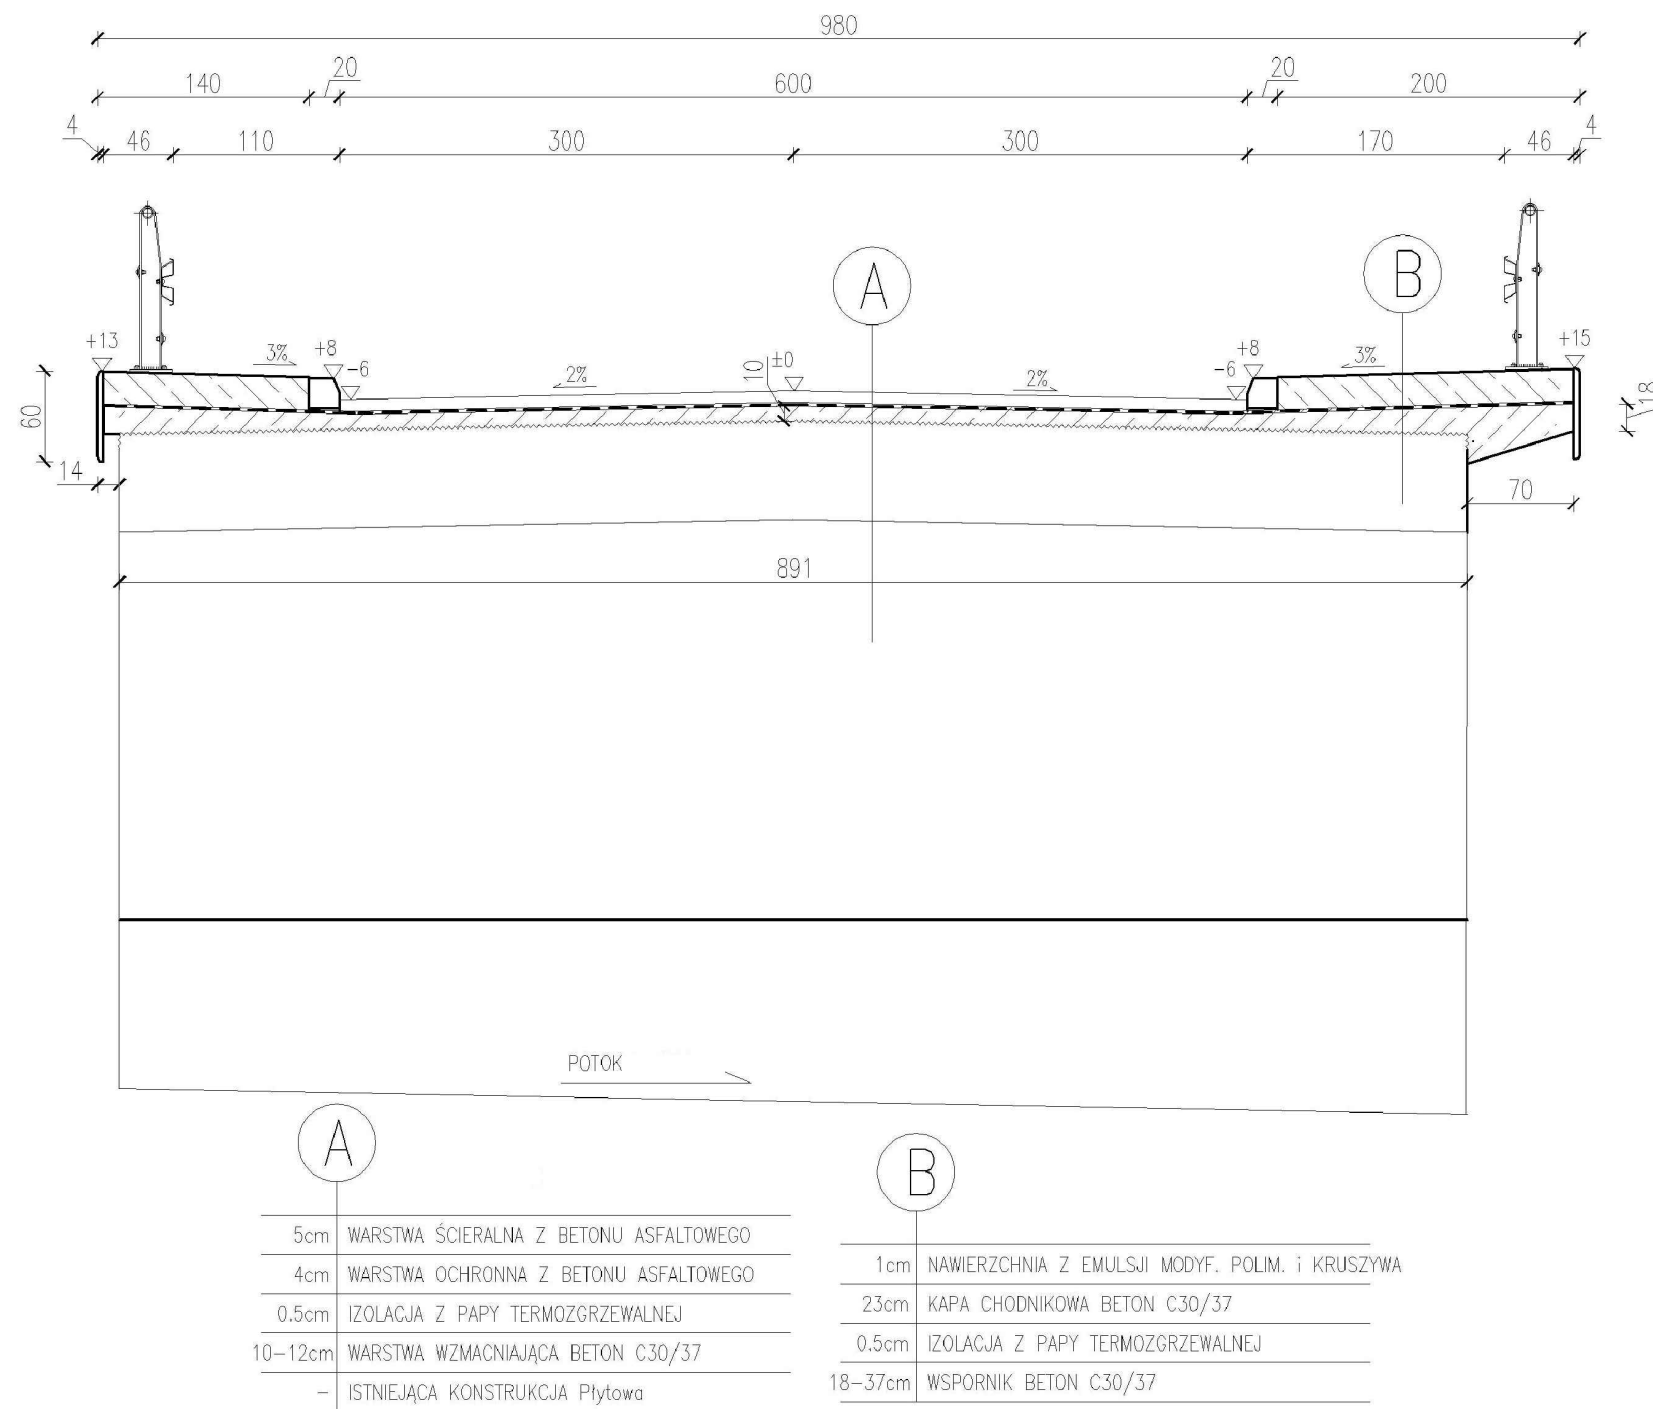 980
140 20 600 20 200
4 46 110 300 300 170 46 4
A B
+13 3% +8 -6 2% 10 ±0 2% -6 +8 3% +15
60 18
14 70
891
POTOK
A
5cm WARSTWA ŚCIERALNA Z BETONU ASFALTOWEGO
4cm WARSTWA OCHRONNA Z BETONU ASFALTOWEGO
0.5cm IZOLACJA Z PAPY TERMOZGRZEWALNEJ
10-12cm WARSTWA WZMACNIAJĄCA BETON C30/37
- ISTNIEJĄCA KONSTRUKCJA Płytowa
B
1cm NAWIERZCHNIA Z EMULSJI MODYF. POLIM. i KRUSZYWA
23cm KAPA CHODNIKOWA BETON C30/37
0.5cm IZOLACJA Z PAPY TERMOZGRZEWALNEJ
18-37cm WSPORNIK BETON C30/37